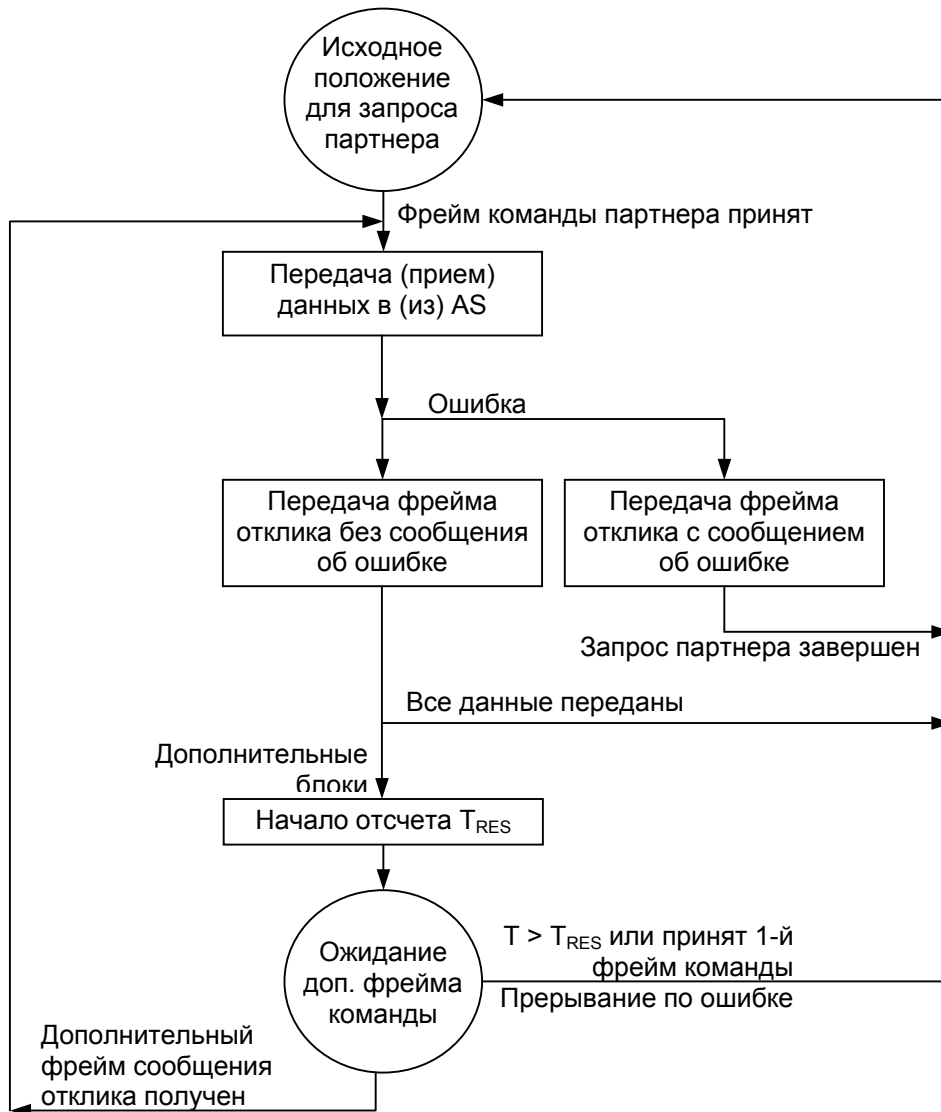 Исходное
положение
для запроса
партнера
Фрейм команды партнера принят
Передача (прием)
данных в (из) AS
Ошибка
Передача фрейма
отклика без сообщения
об ошибке
Передача фрейма
отклика с сообщением
об ошибке
Запрос партнера завершен
Все данные переданы
Дополнительные
блоки
Начало отсчета TRES
Ожидание
доп. фрейма
команды
T > TRES или принят 1-й
фрейм команды
Прерывание по ошибке
Дополнительный
фрейм сообщения
отклика получен